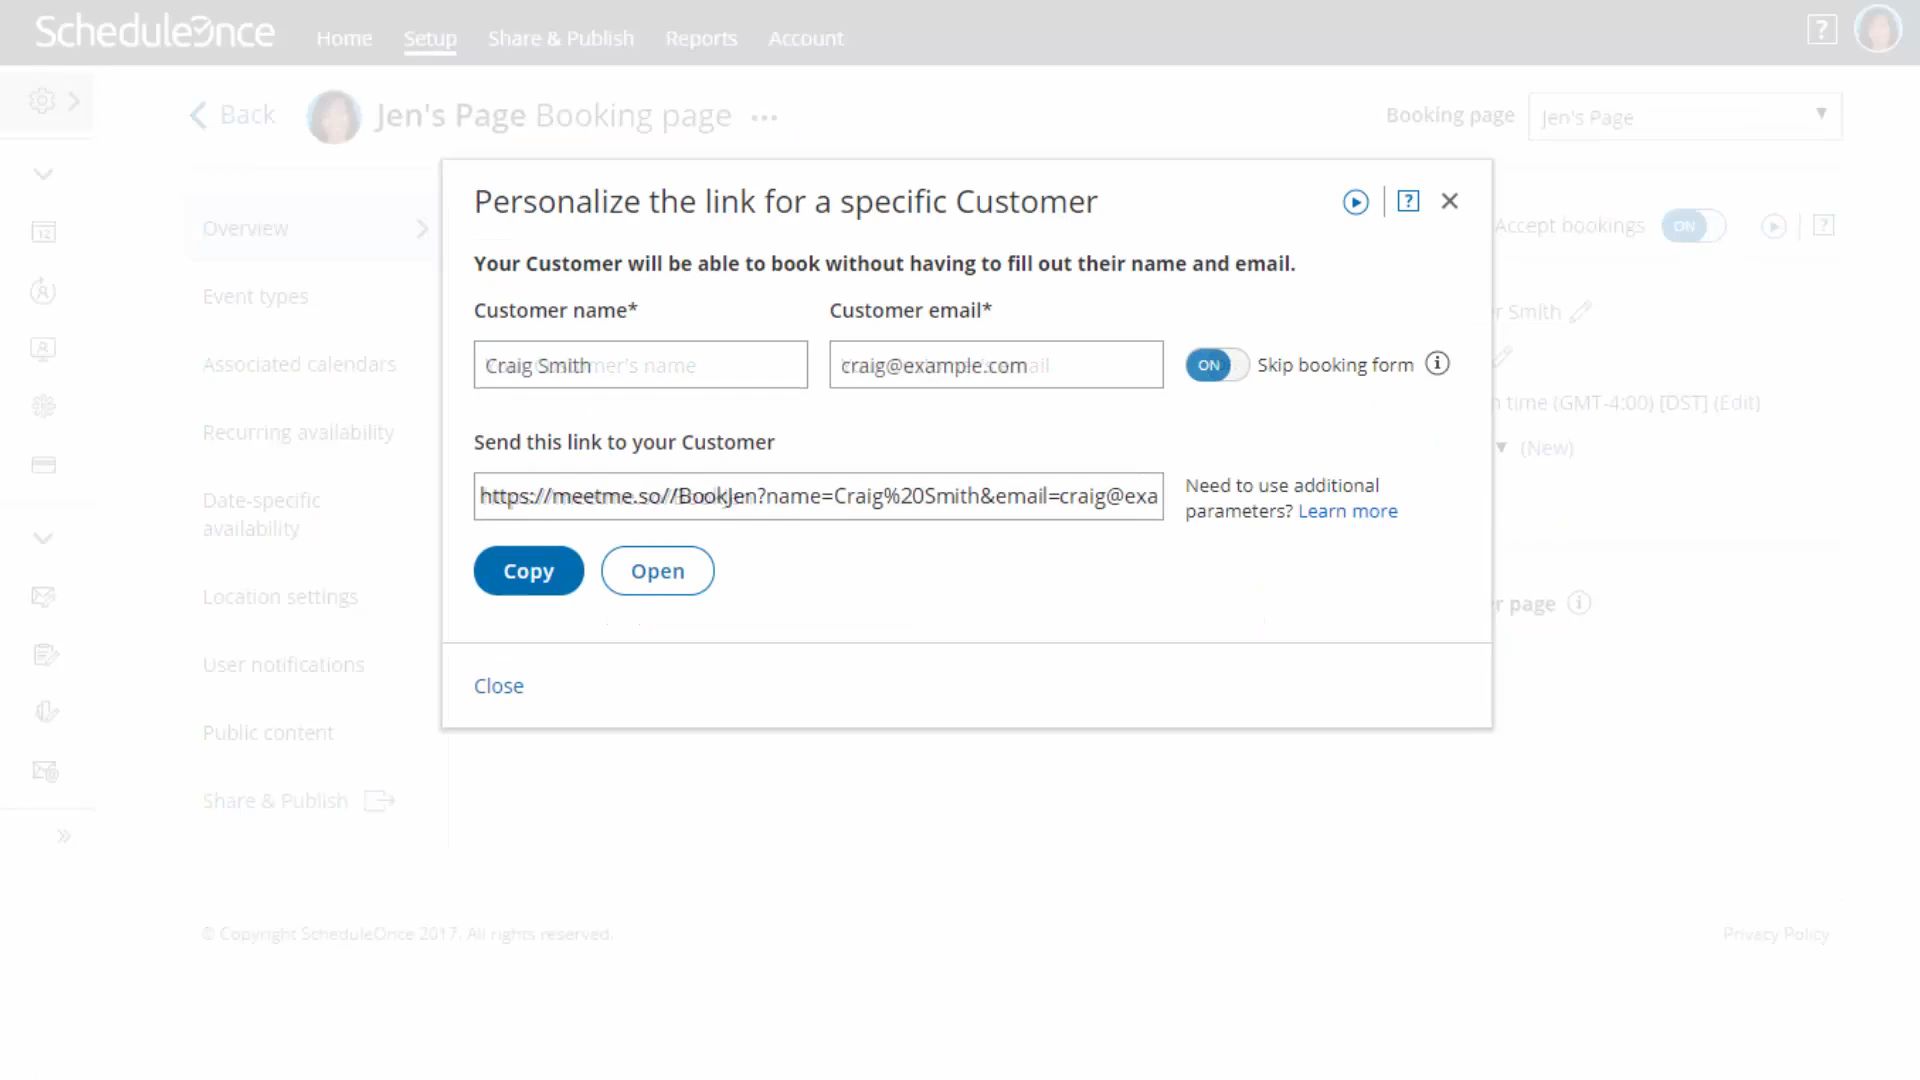 ScheduleOnce
Home Setup Share & Publish Reports Account ?
Back Jen's Page Booking page ...
Booking page Jen's Page
Personalize the link for a specific Customer ?
Accept bookings ON ?
Overview
Your Customer will be able to book without having to fill out their name and email.
Event types
Customer name* Customer email*
r Smith
Associated calendars
Craig Smith craig@example.com ON Skip booking form
time (GMT-4:00) [DST] (Edit)
Recurring availability
Send this link to your Customer
(New)
Date-specific
availability
https://meetme.so//BookJen?name=Craig%20Smith&email=craig@exa
Need to use additional
parameters? Learn more
Copy Open
Location settings
r page
User notifications
Close
Public content
Share & Publish
© Copyright ScheduleOnce 2017. All rights reserved.
Privacy Policy